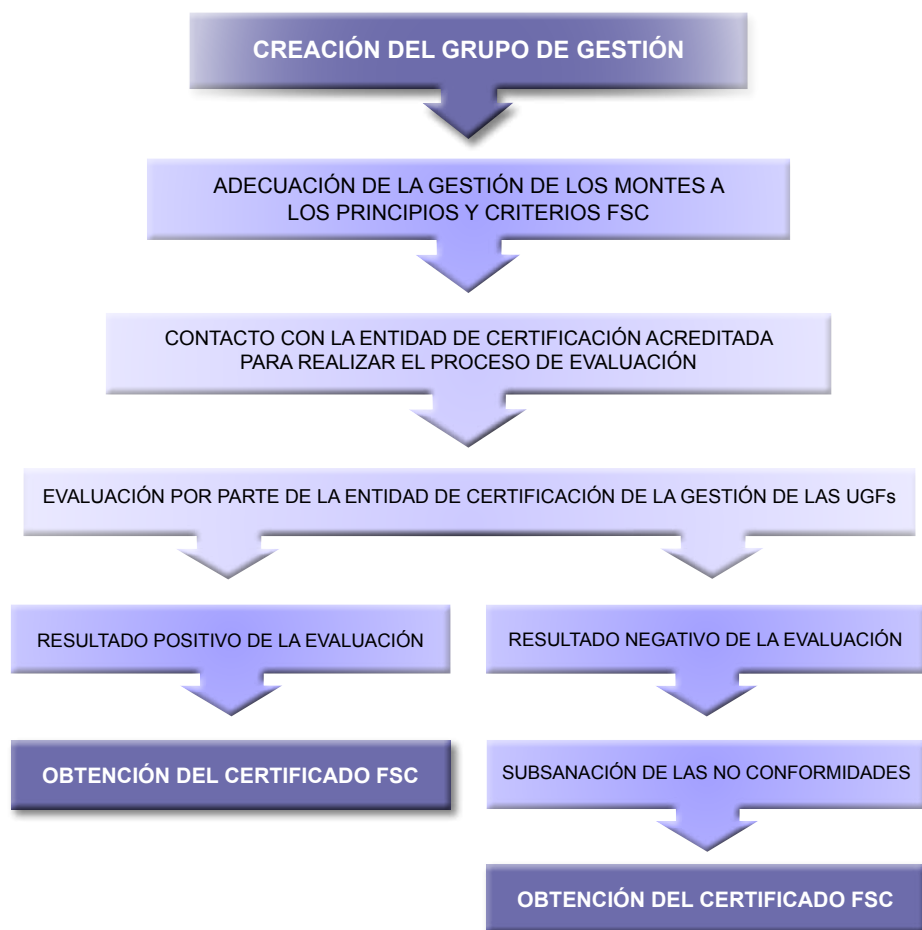 CREACIÓN DEL GRUPO DE GESTIÓN
ADECUACIÓN DE LA GESTIÓN DE LOS MONTES A
LOS PRINCIPIOS Y CRITERIOS FSC
CONTACTO CON LA ENTIDAD DE CERTIFICACIÓN ACREDITADA
PARA REALIZAR EL PROCESO DE EVALUACIÓN
EVALUACIÓN POR PARTE DE LA ENTIDAD DE CERTIFICACIÓN DE LA GESTIÓN DE LAS UGFs
RESULTADO POSITIVO DE LA EVALUACIÓN
OBTENCIÓN DEL CERTIFICADO FSC
RESULTADO NEGATIVO DE LA EVALUACIÓN
SUBSANACIÓN DE LAS NO CONFORMIDADES
OBTENCIÓN DEL CERTIFICADO FSC